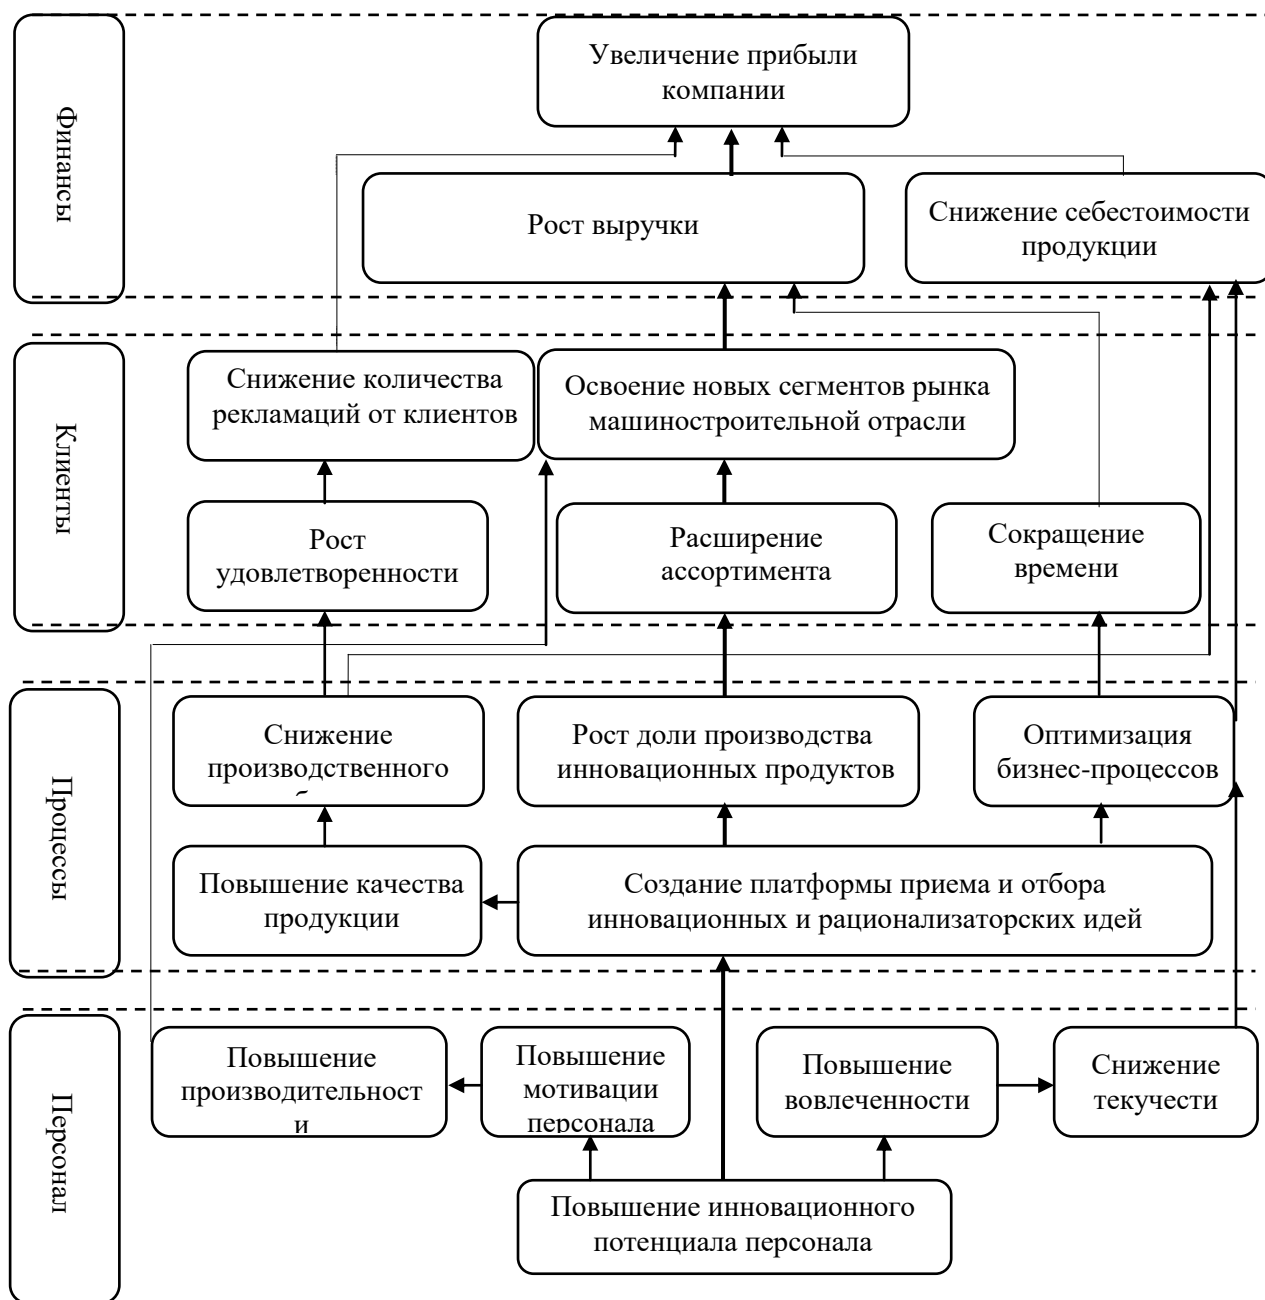 Финансы
Увеличение прибыли
компании
Рост выручки
Снижение себестоимости
продукции
Клиенты
Снижение количества
рекламаций от клиентов
Освоение новых сегментов рынка
машиностроительной отрасли
Рост
удовлетворенности
Расширение
ассортимента
Сокращение
времени
Процессы
Снижение
производственного
Рост доли производства
инновационных продуктов
Оптимизация
бизнес-процессов
Повышение качества
продукции
Создание платформы приема и отбора
инновационных и рационализаторских идей
Персонал
Повышение
производительност
и
Повышение
мотивации
персонала
Повышение
вовлеченности
Снижение
текучести
Повышение инновационного
потенциала персонала